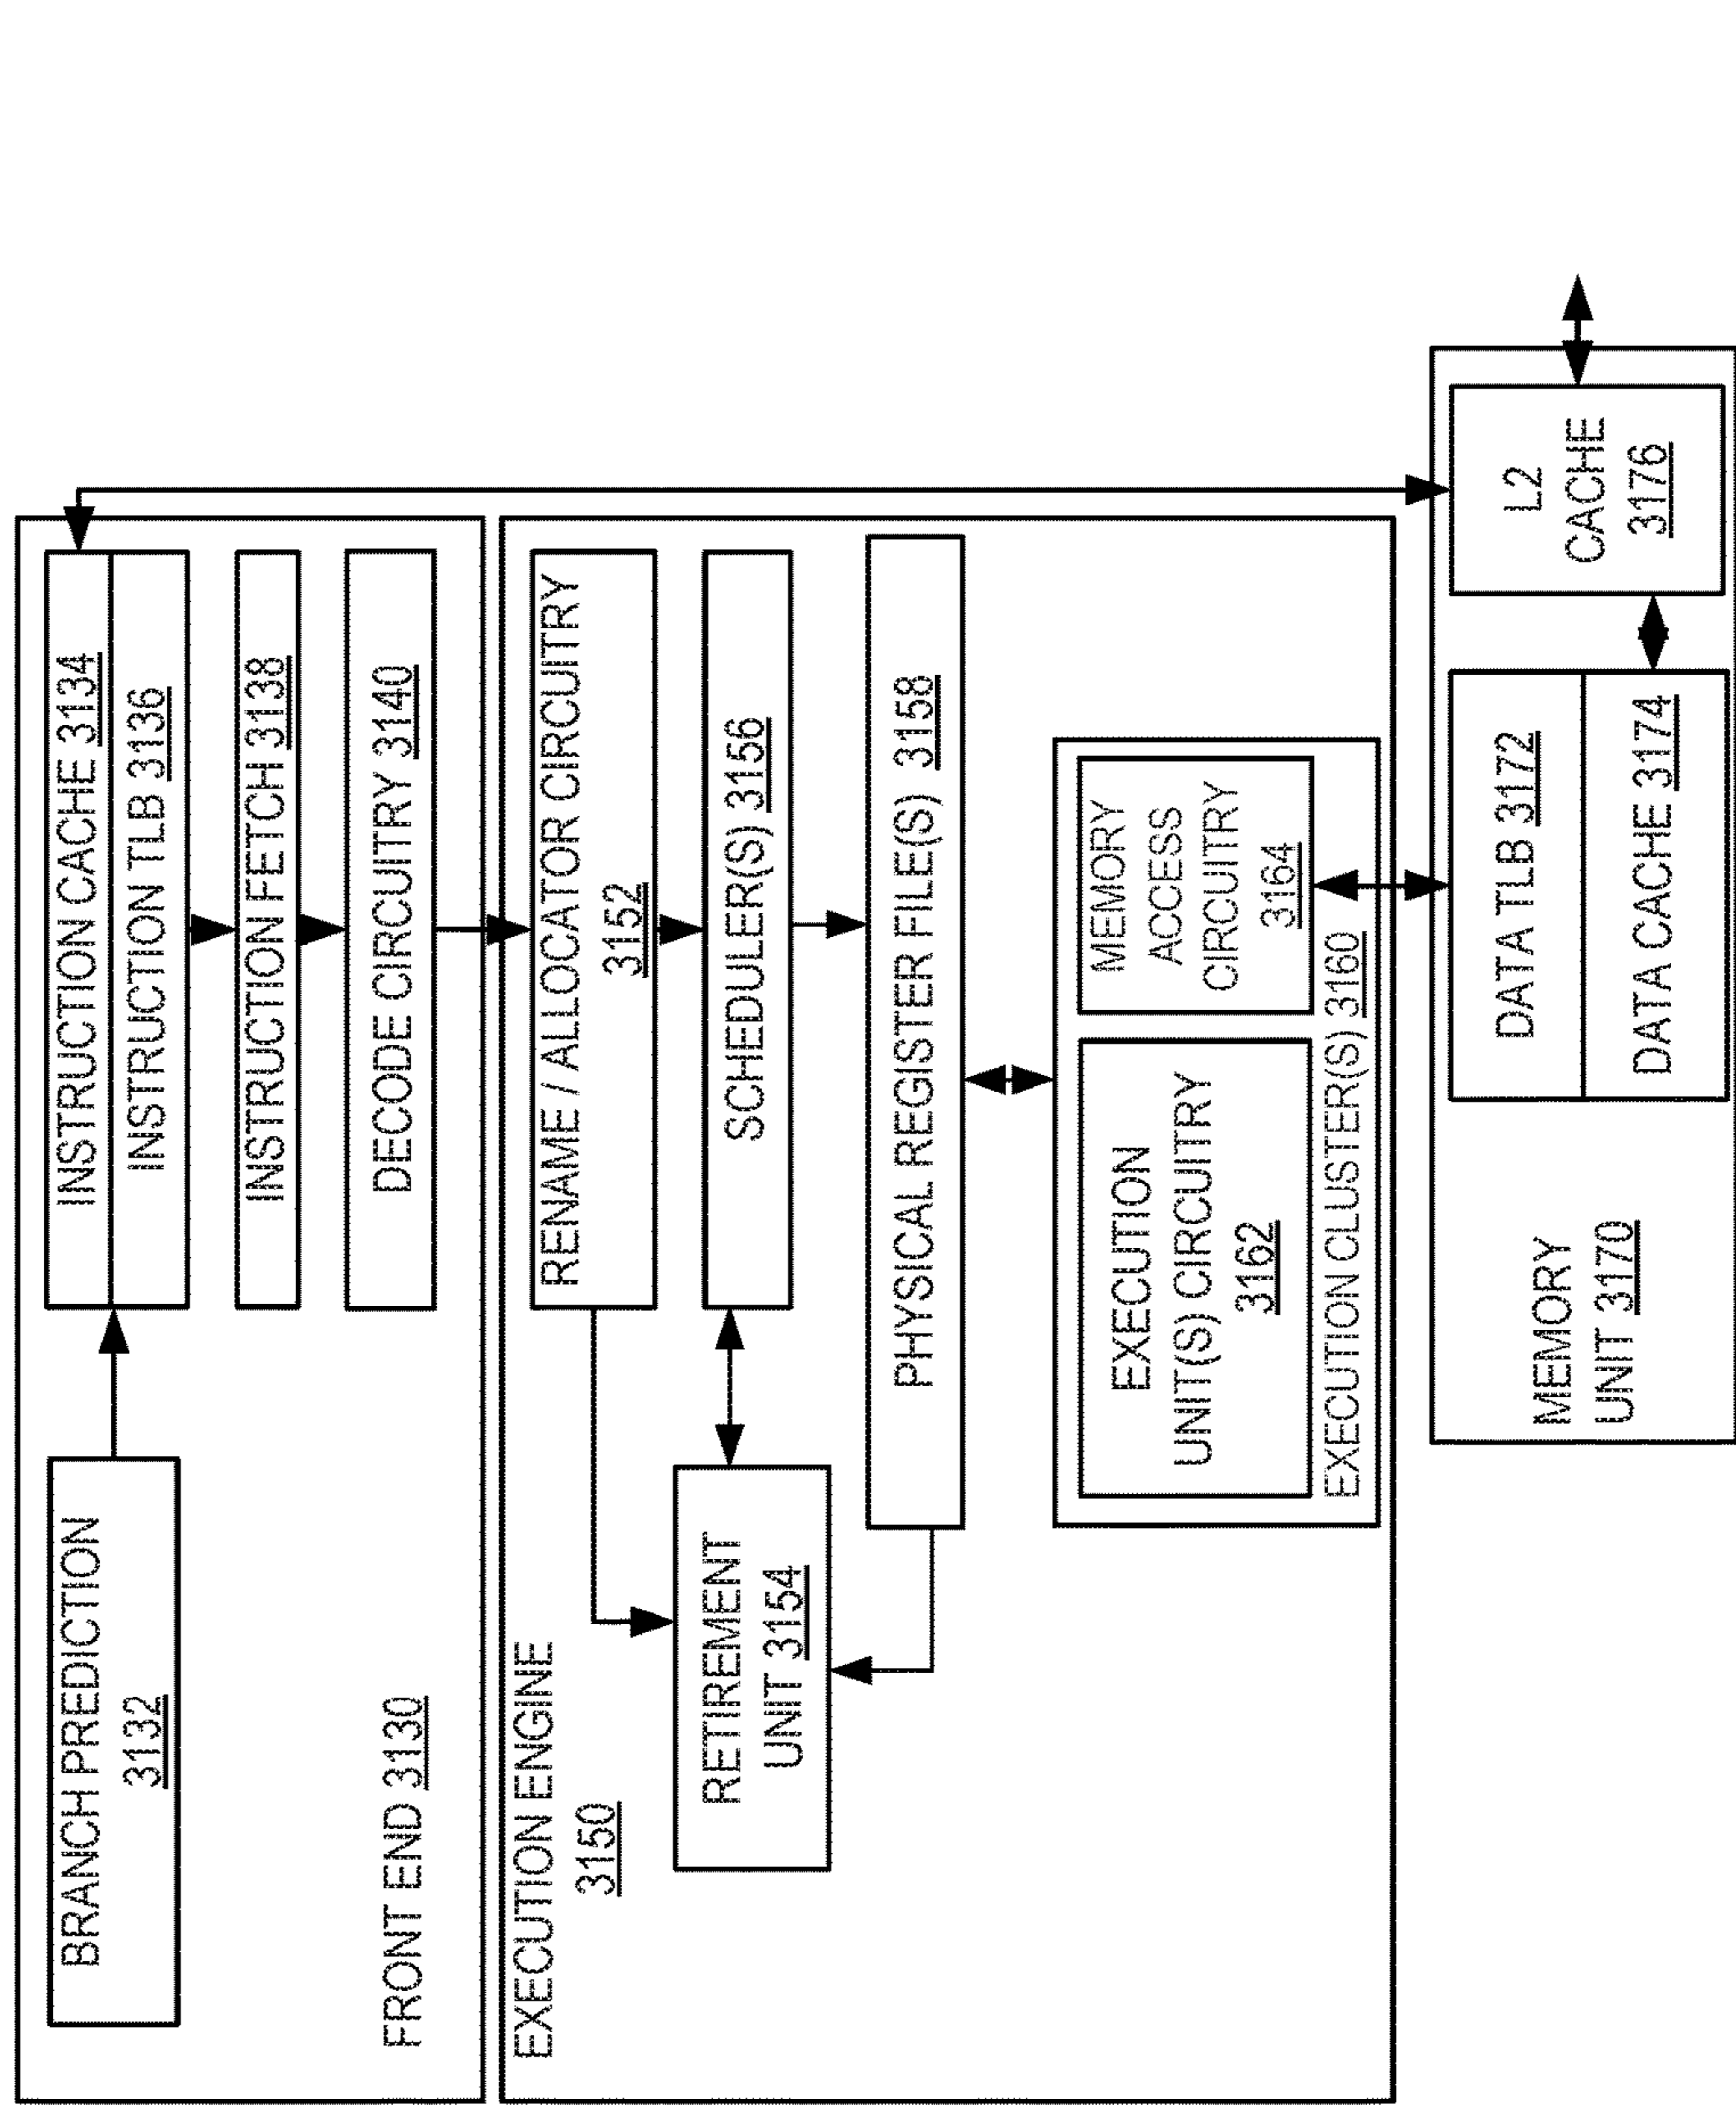 BRANCH PREDICTION
3132
INSTRUCTION CACHE 3134
INSTRUCTION TLB 3136
INSTRUCTION FETCH 3138
DECODE CIRCUITRY 3140
FRONT END 3130
EXECUTION ENGINE
3150
RENAME / ALLOCATOR CIRCUITRY
3152
RETIREMENT
UNIT 3154
SCHEDULER(S) 3156
PHYSICAL REGISTER FILE(S) 3158
EXECUTION
UNIT(S) CIRCUITRY
3162
MEMORY
ACCESS
CIRCUITRY
3164
EXECUTION CLUSTER(S) 3160
MEMORY
UNIT 3170
DATA TLB 3172
DATA CACHE 3174
L2
CACHE
3176